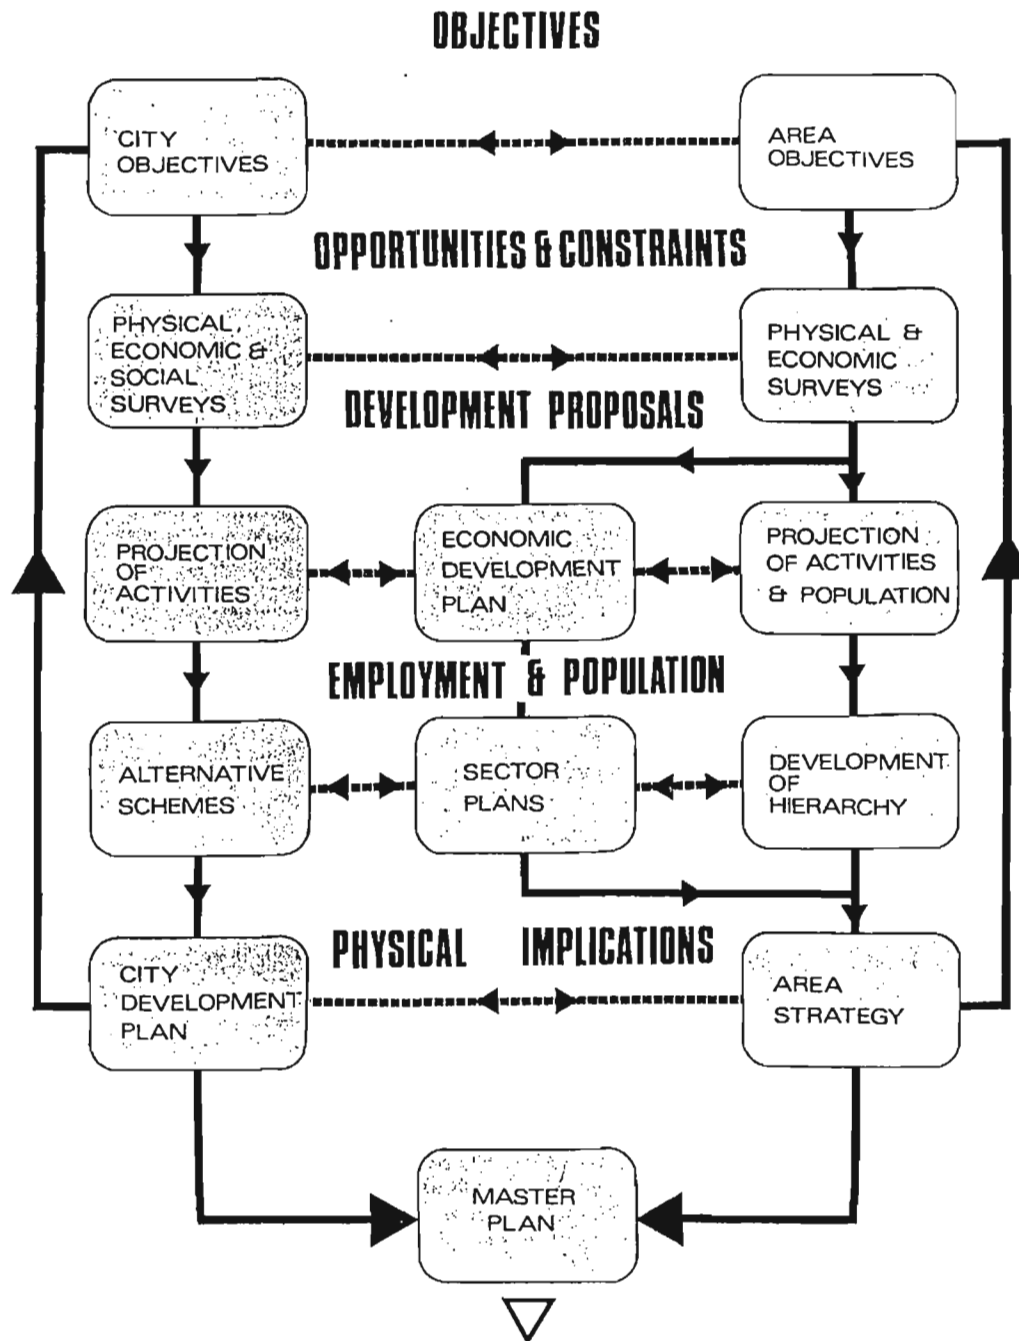 OBJECTIVES
CITY
OBJECTIVES
AREA
OBJECTIVES
OPPORTUNITIES & CONSTRAINTS
PHYSICAL,
ECONOMIC &
SOCIAL
SURVEYS
PHYSICAL &
ECONOMIC
SURVEYS
DEVELOPMENT PROPOSALS
PROJECTION
OF
ACTIVITIES
ECONOMIC
DEVELOPMENT
PLAN
PROJECTION
OF ACTIVITIES
& POPULATION
EMPLOYMENT & POPULATION
ALTERNATIVE
SCHEMES
SECTOR
PLANS
DEVELOPMENT
OF
HIERARCHY
PHYSICAL IMPLICATIONS
CITY
DEVELOPMENT
PLAN
AREA
STRATEGY
MASTER
PLAN